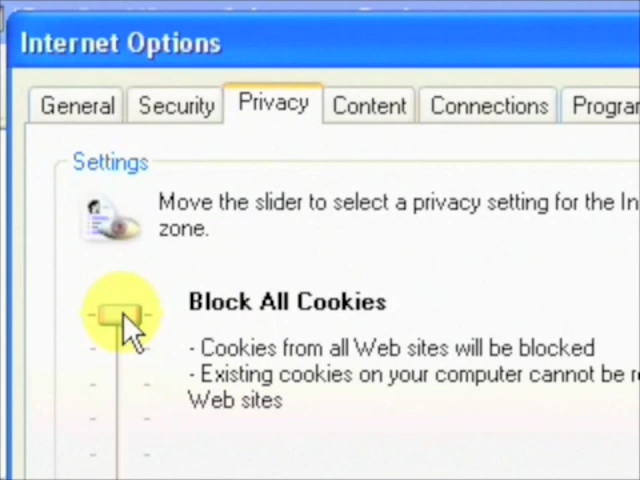 Internet Options
General Security Privacy Content Connections
Settings
Move the slider to select a privacy setting for the
zone.
Block All Cookies
- Cookies from all Web sites will be blocked
- Existing cookies on your computer cannot be
Web sites